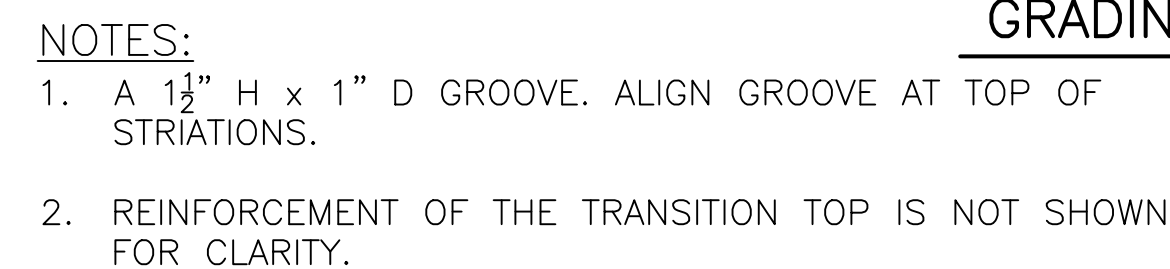 GRADIN
NOTES:
1. A 1½" H x 1" D GROOVE. ALIGN GROOVE AT TOP OF
STRIATIONS.
2. REINFORCEMENT OF THE TRANSITION TOP IS NOT SHOWN
FOR CLARITY.